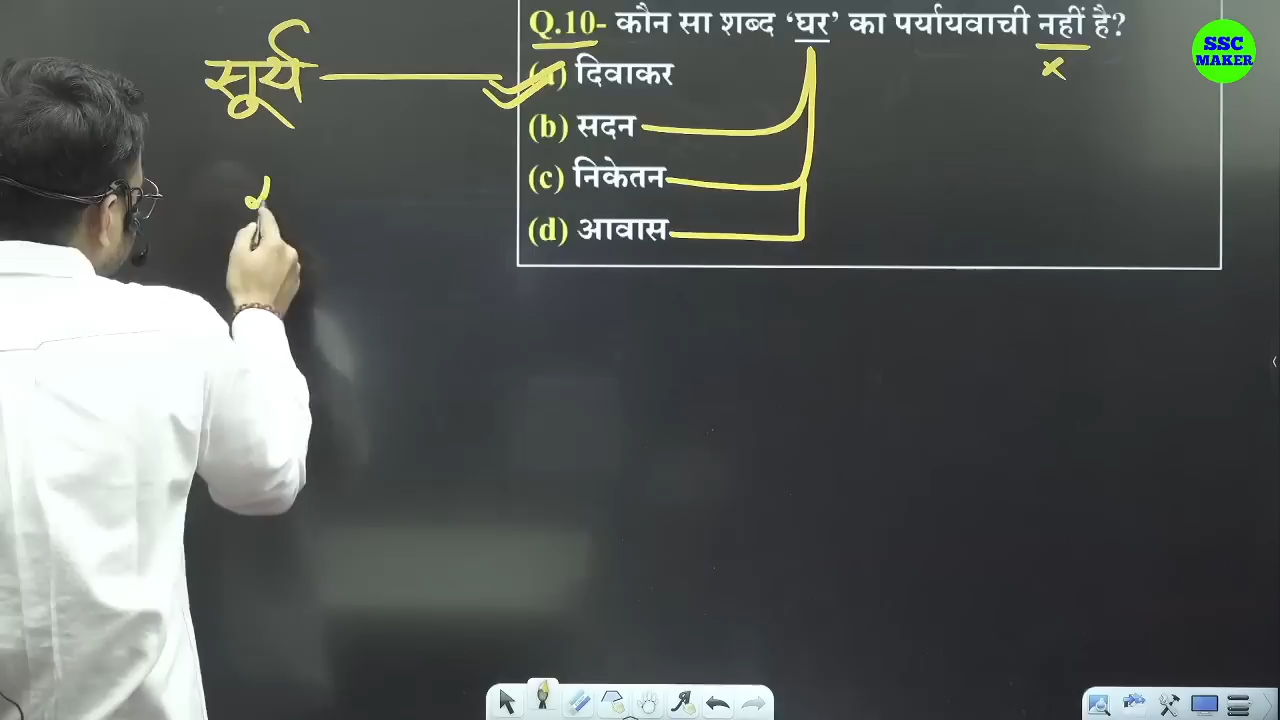 Q.10- कौन सा शब्द ‘घर’ का पर्यायवाची नहीं है?
(a) दिवाकर
(b) सदन
(c) निकेतन
(d) आवास
सूर्य
x
SSC
MAKER